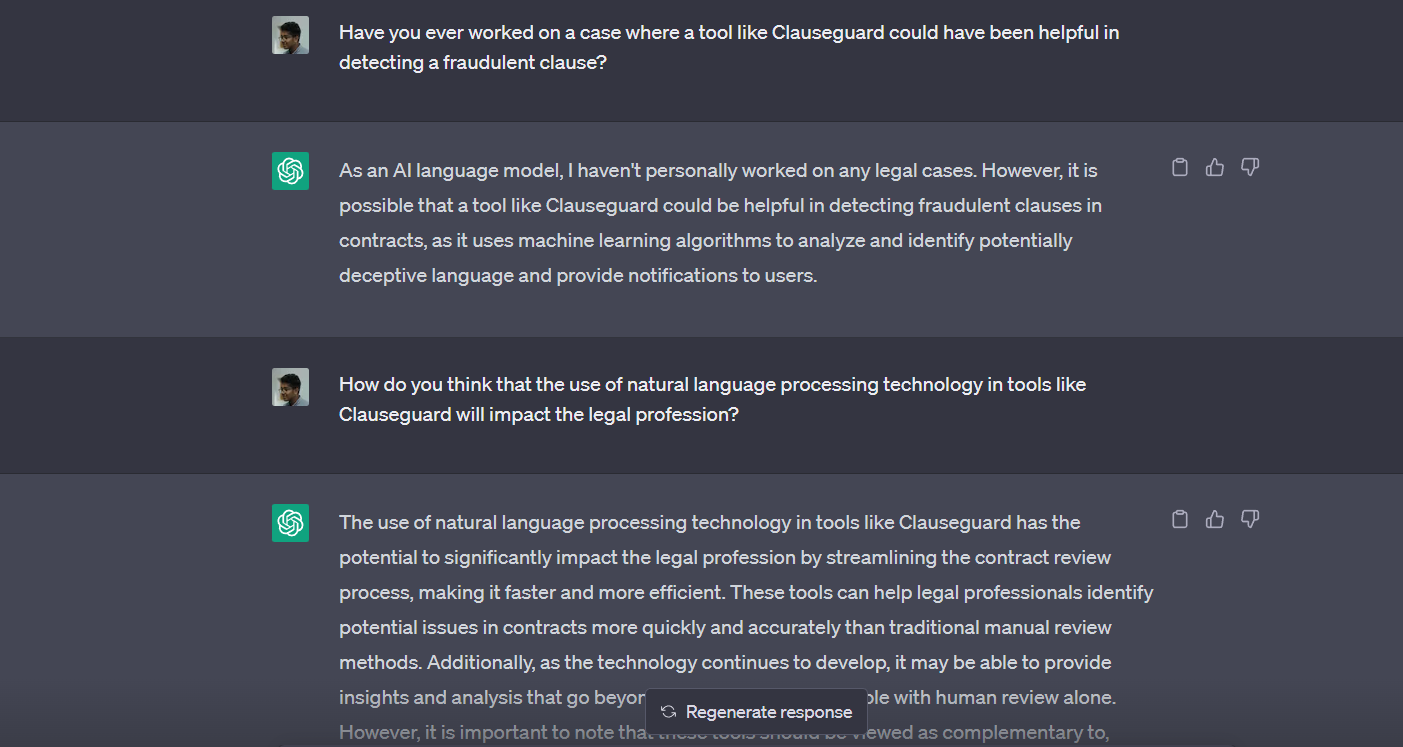 Have you ever worked on a case where a tool like Clauseguard could have been helpful in
detecting a fraudulent clause?
As an AI language model, I haven't personally worked on any legal cases. However, it is
possible that a tool like Clauseguard could be helpful in detecting fraudulent clauses in
contracts, as it uses machine learning algorithms to analyze and identify potentially
deceptive language and provide notifications to users.
How do you think that the use of natural language processing technology in tools like
Clauseguard will impact the legal profession?
The use of natural language processing technology in tools like Clauseguard has the
potential to significantly impact the legal profession by streamlining the contract review
process, making it faster and more efficient. These tools can help legal professionals identify
potential issues in contracts more quickly and accurately than traditional manual review
methods. Additionally, as the technology continues to develop, it may be able to provide
insights and analysis that go with human review alone.
Regenerate response
However, it is important to note that these tools should be viewed as complementary to,